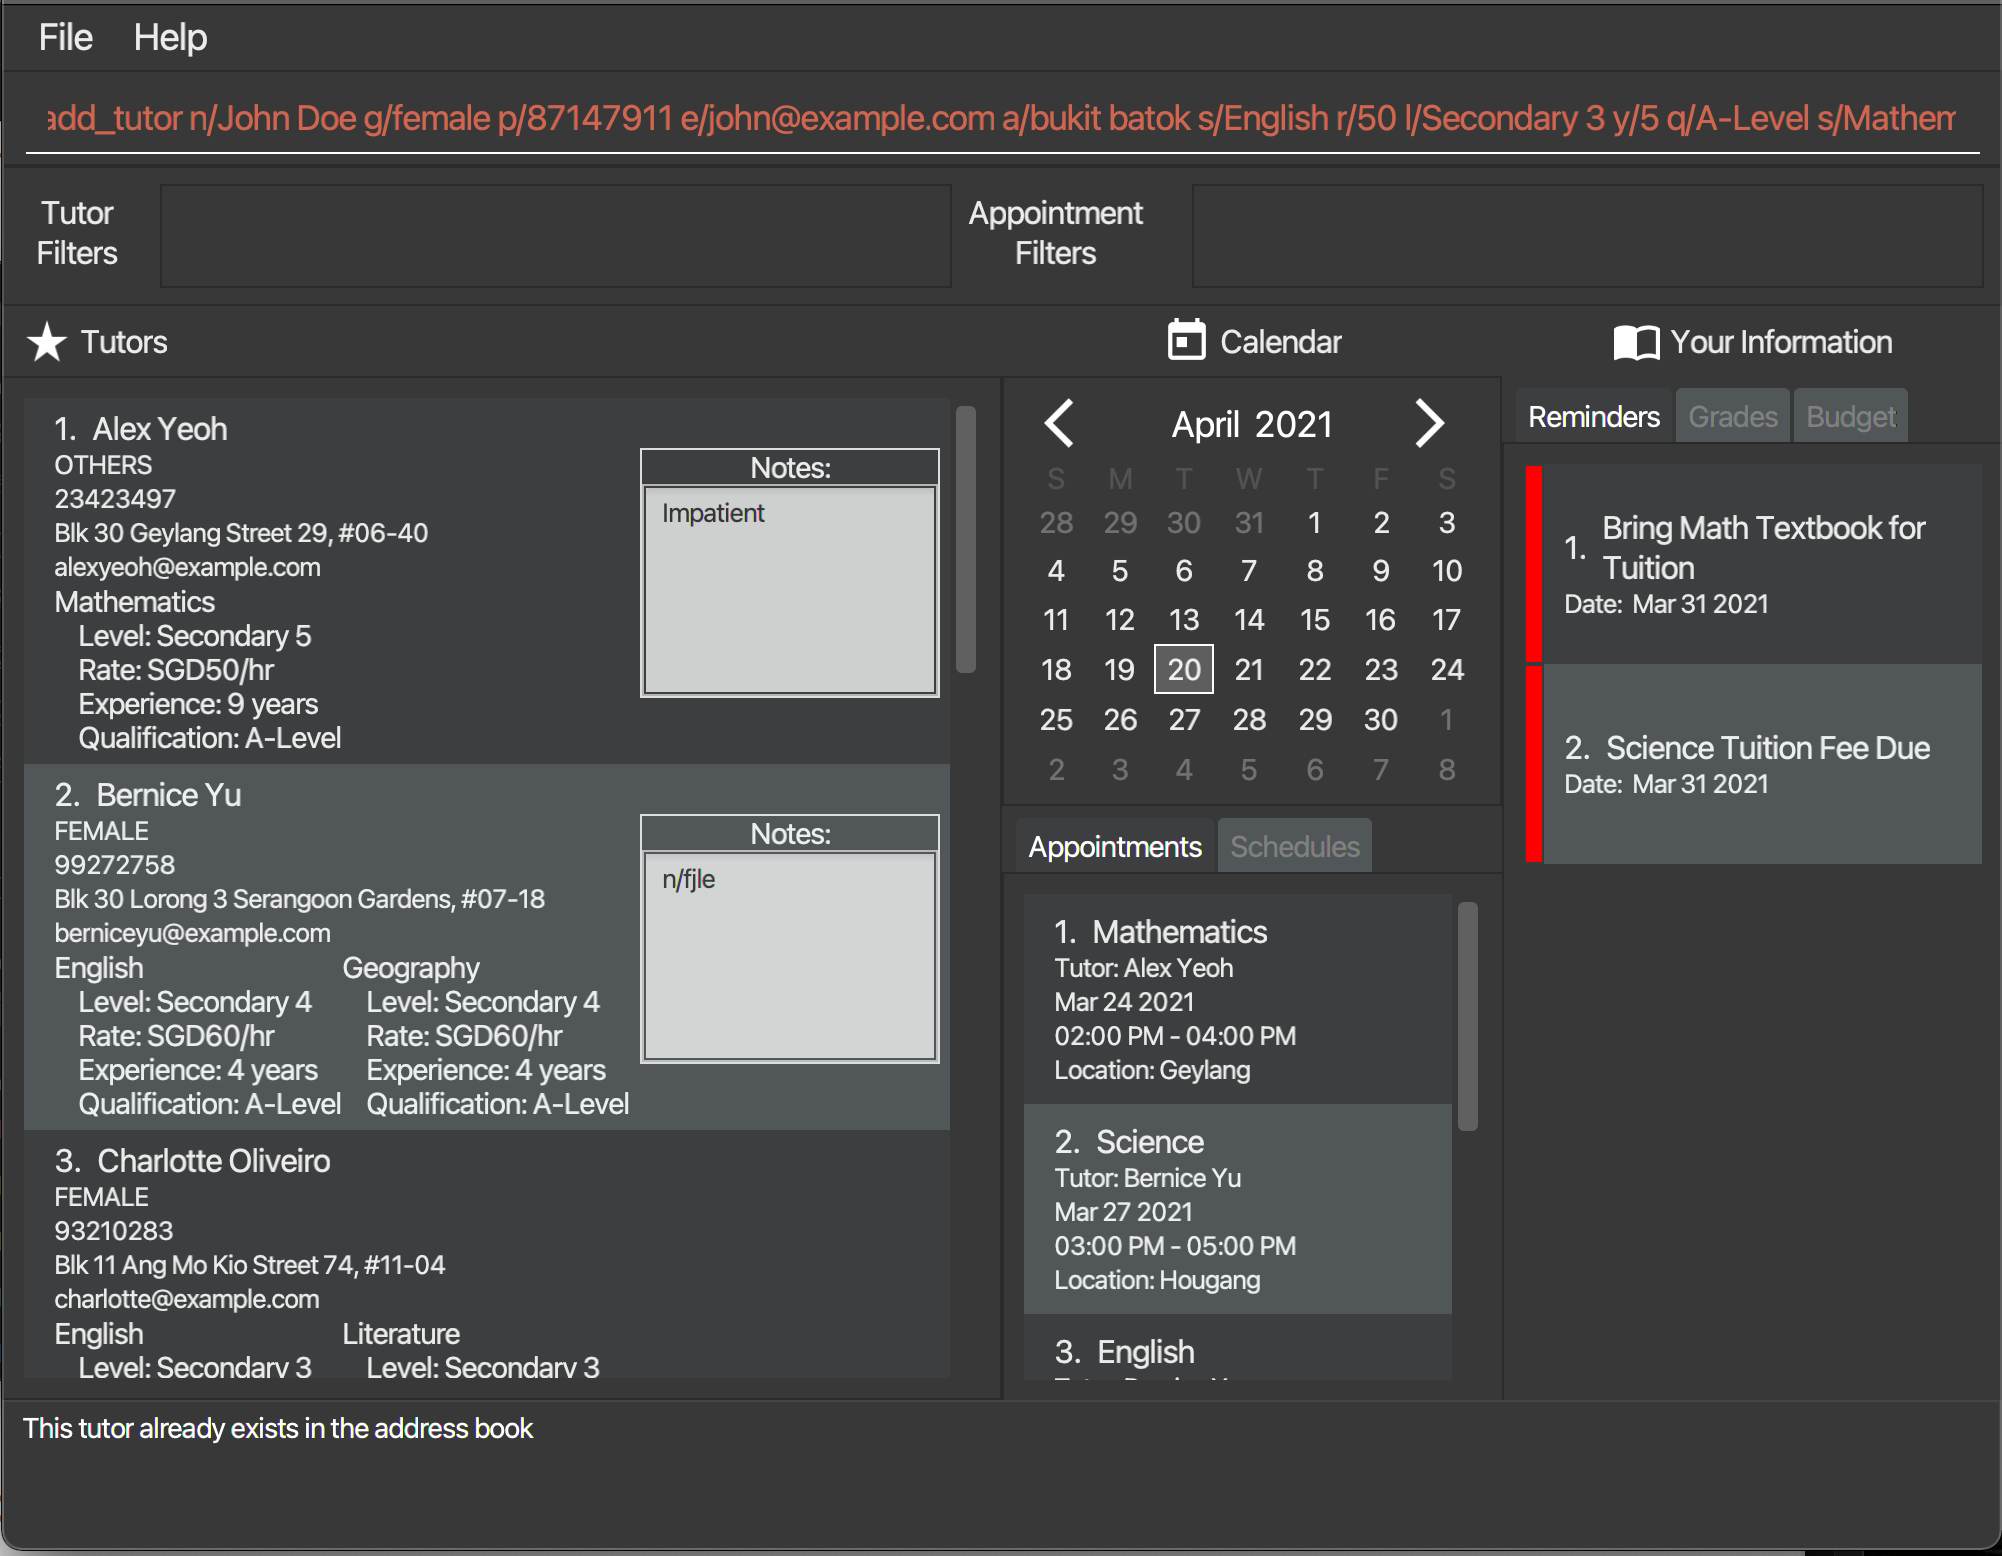 File Help
add_tutor n/John Doe g/female p/87147911 e/john@example.com a/bukit batok s/English r/50 l/Secondary 3 y/5 q/A-Level s/Mathem
Tutor Filters
Appointment Filters
Tutors
1. Alex Yeoh
OTHERS
23423497
Blk 30 Geylang Street 29, #06-40
alexyeoh@example.com
Mathematics
Level: Secondary 5
Rate: SGD50/hr
Experience: 9 years
Qualification: A-Level
Notes:
Impatient
2. Bernice Yu
FEMALE
99272758
Blk 30 Lorong 3 Serangoon Gardens, #07-18
berniceyu@example.com
English Geography
Level: Secondary 4 Level: Secondary 4
Rate: SGD60/hr Rate: SGD60/hr
Experience: 4 years Experience: 4 years
Qualification: A-Level Qualification: A-Level
Notes:
n/fjle
3. Charlotte Oliveiro
FEMALE
93210283
Blk 11 Ang Mo Kio Street 74, #11-04
charlotte@example.com
English Literature
Level: Secondary 3 Level: Secondary 3
Calendar
April 2021
S M T W T F S
28 29 30 31 1 2 3
4 5 6 7 8 9 10
11 12 13 14 15 16 17
18 19 20 21 22 23 24
25 26 27 28 29 30 1
2 3 4 5 6 7 8
Appointments Schedules
1. Mathematics
Tutor: Alex Yeoh
Mar 24 2021
02:00 PM - 04:00 PM
Location: Geylang
2. Science
Tutor: Bernice Yu
Mar 27 2021
03:00 PM - 05:00 PM
Location: Hougang
3. English
Your Information
Reminders Grades Budget
1. Bring Math Textbook for
Tuition
Date: Mar 31 2021
2. Science Tuition Fee Due
Date: Mar 31 2021
This tutor already exists in the address book